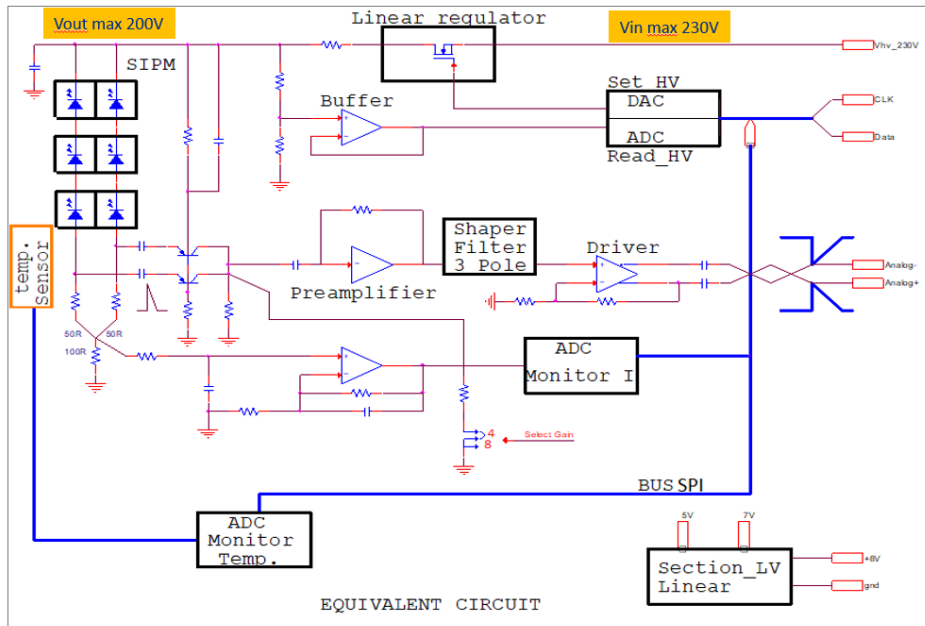 Vout max 200V
Linear regulator
Vin max 230V
Vhv_230V
SIPM
Set_HV
DAC
ADC
Read_HV
CLK
Data
Buffer
temp.
Sensor
Shaper
Filter
3 Pole
Driver
Preamplifier
Analog-
Analog+
50R
50R
100R
ADC
Monitor I
4
8
Select Gain
BUS SPI
ADC
Monitor
Temp.
5V
7V
Section_LV
Linear
+8V
gnd
EQUIVALENT CIRCUIT